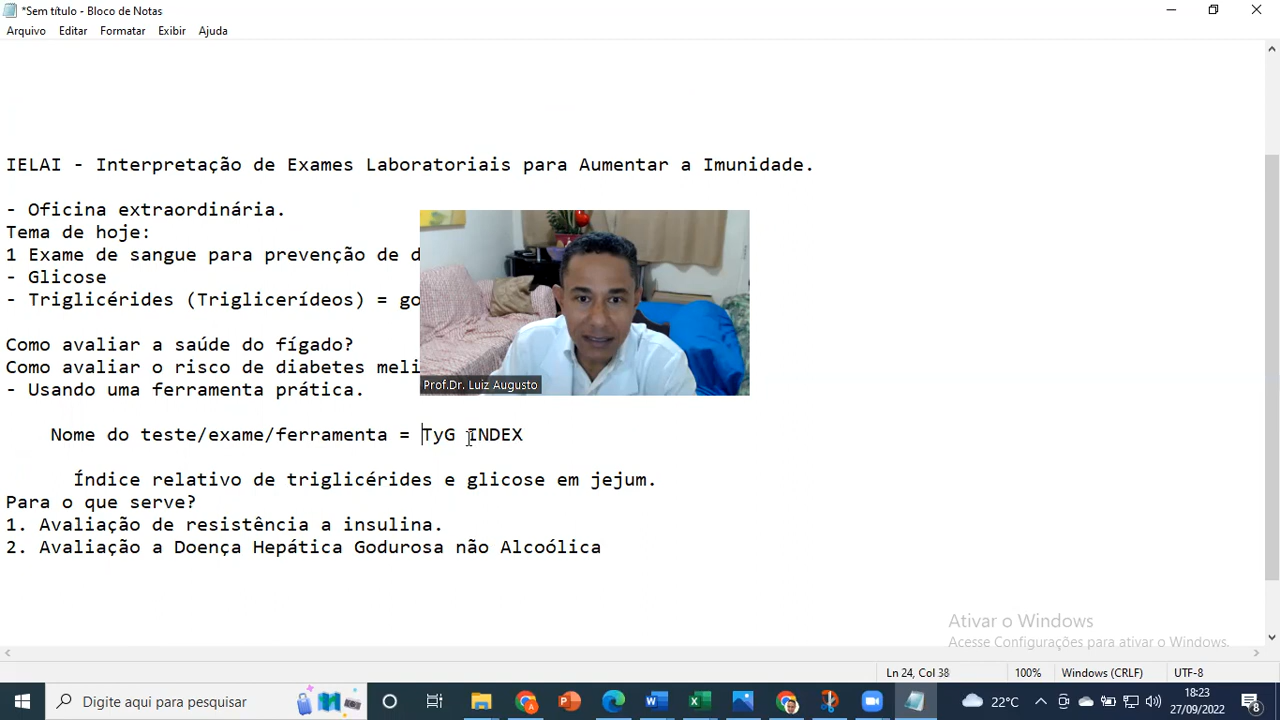 *Sem título - Bloco de Notas
Arquivo Editar Formatar Exibir Ajuda
IELAI - Interpretação de Exames Laboratoriais para Aumentar a Imunidade.
- Oficina extraordinária.
Tema de hoje:
1 Exame de sangue para prevenção de d
- Glicose
- Triglicérides (Triglicerídeos) = go
Como avaliar a saúde do fígado?
Como avaliar o risco de diabetes meli
- Usando uma ferramenta prática.
Prof.Dr. Luiz Augusto
Nome do teste/exame/ferramenta = TyG INDEX
Índice relativo de triglicérides e glicose em jejum.
Para o que serve?
1. Avaliação de resistência a insulina.
2. Avaliação a Doença Hepática Godurosa não Alcoólica
Ativar o Windows
Acesse Configurações para ativar o Windows.
Ln 24, Col 38 100% Windows (CRLF) UTF-8
Digite aqui para pesquisar
22°C
18:23
27/09/2022
8